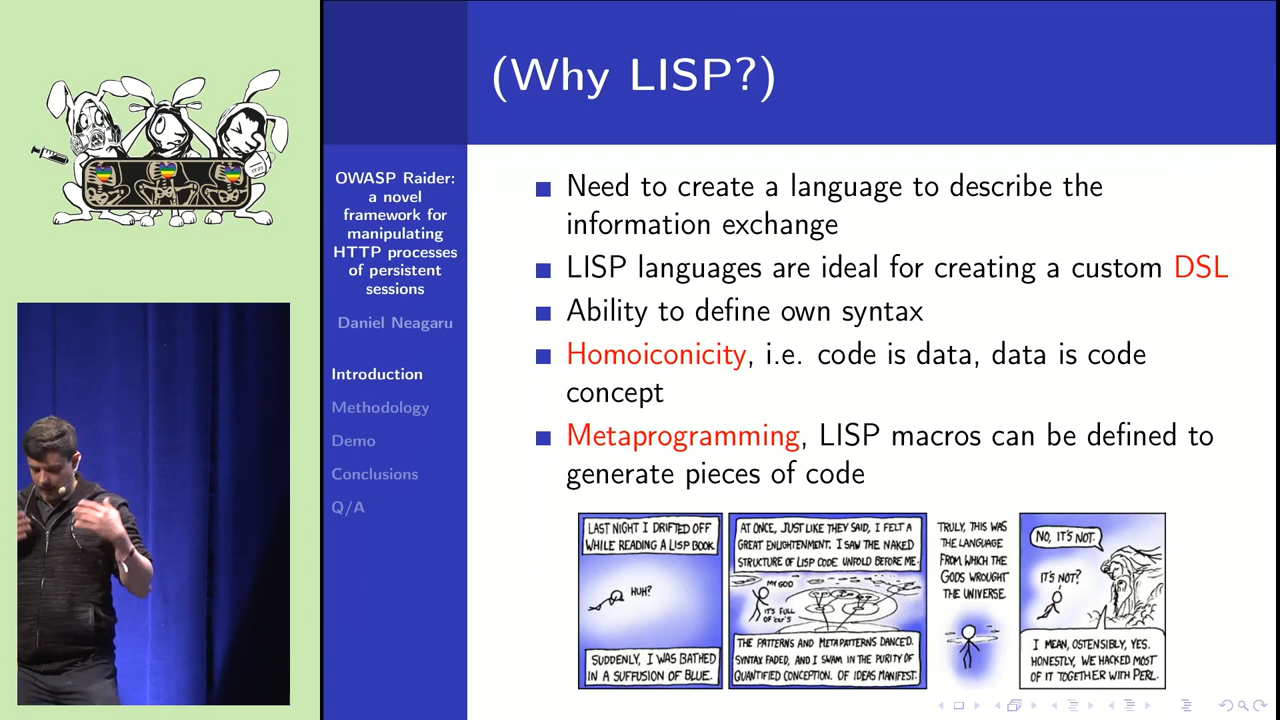 (Why LISP?)
OWASP Raider:
a novel
framework for
manipulating
HTTP processes
of persistent
sessions
Daniel Neagaru
Introduction
Methodology
Demo
Conclusions
Q/A
Need to create a language to describe the
information exchange
LISP languages are ideal for creating a custom DSL
Ability to define own syntax
Homoiconicity, i.e. code is data, data is code
concept
Metaprogramming, LISP macros can be defined to
generate pieces of code
LAST NIGHT I DRIFTED OFF
WHILE READING A LISP BOOK
HUH?
SUDDENLY, I WAS BATHED
IN A SUFFUSION OF BLUE.
AT ONCE, JUST LIKE THEY SAID, I FELT A
GREAT ENLIGHTENMENT. I SAW THE NAKED
STRUCTURE OF LISP CODE UNFOLD BEFORE ME.
MY GOD
IT'S FULL
OF 'car'S
THE PATTERNS AND METAPATTERNS DANCED.
SYNTAX FADED, AND I SWAM IN THE PURITY OF
QUANTIFIED CONCEPTION. OF IDEAS MANIFEST.
TRULY, THIS WAS
THE LANGUAGE
FROM WHICH THE
GODS WROUGHT
THE UNIVERSE.
NO, IT'S NOT.
IT'S NOT?
I MEAN, OSTENSIBLY, YES.
HONESTLY, WE HACKED MOST
OF IT TOGETHER WITH PERL.